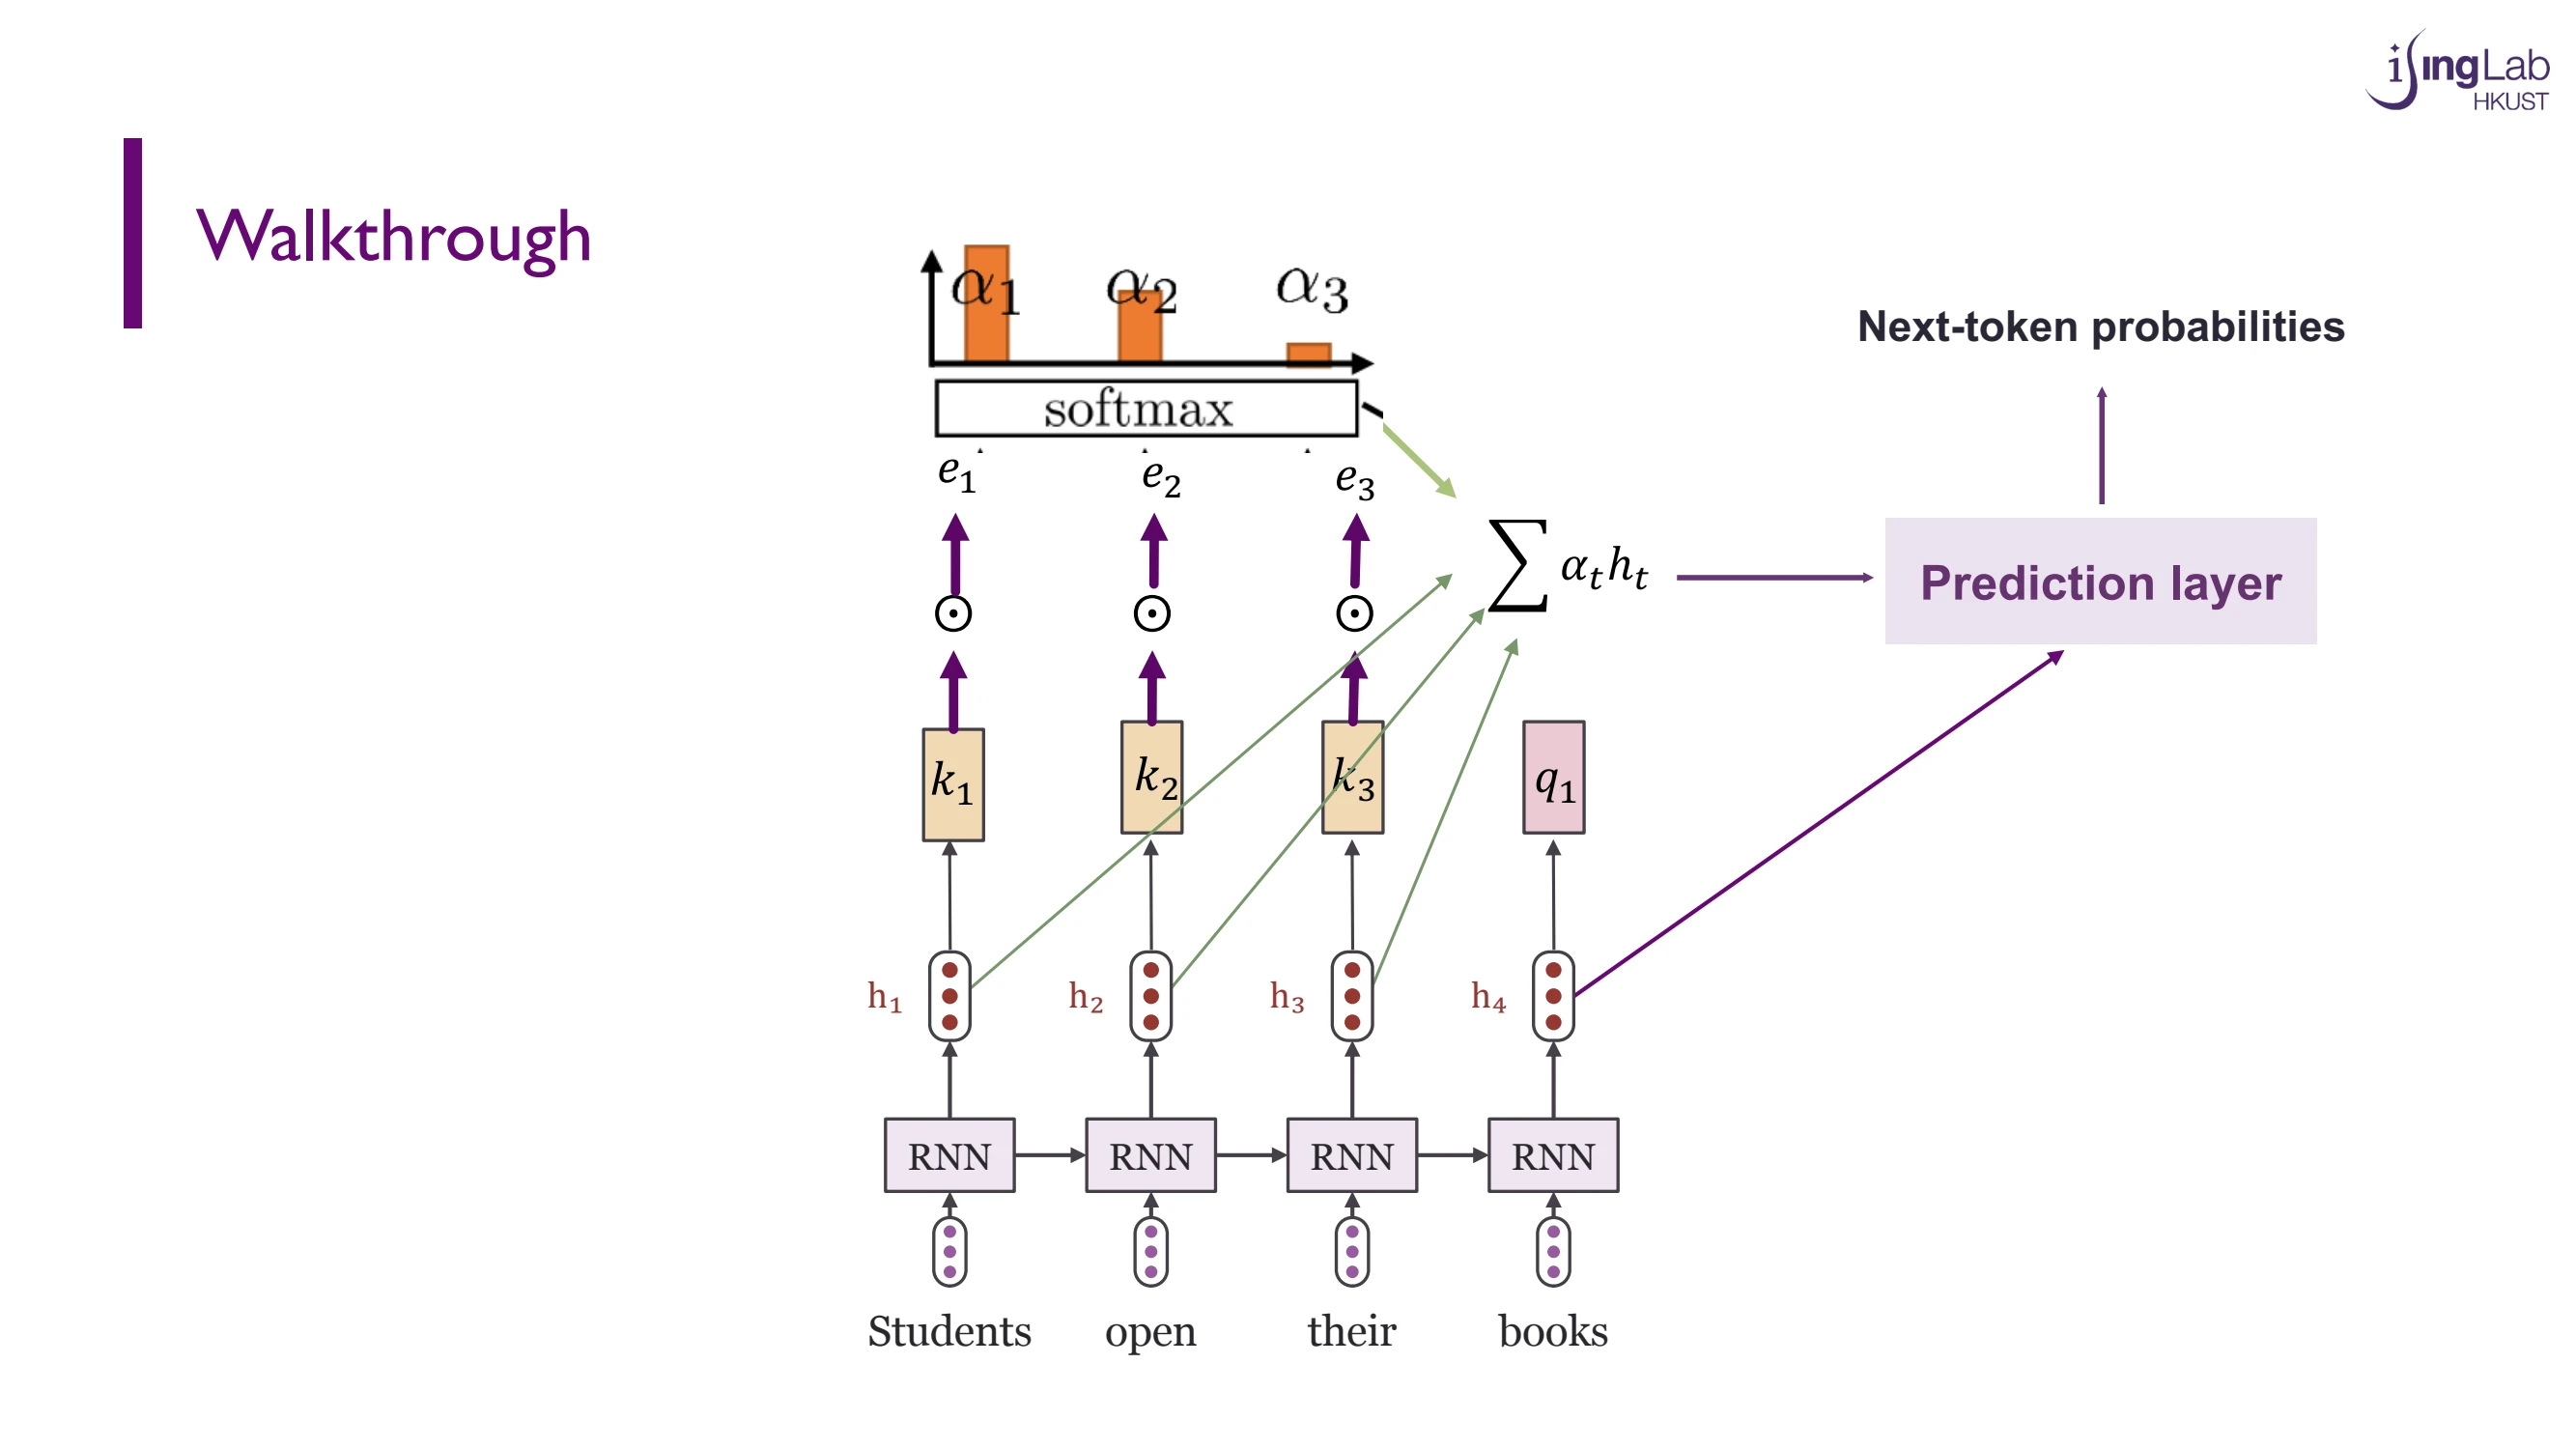 isingLab
HKUST
Walkthrough
α1 α2 α3
softmax
e1 e2 e3
Next-token probabilities
∑ αtht
Prediction layer
k1 k2 k3 q1
h1 h2 h3 h4
RNN RNN RNN RNN
Students open their books